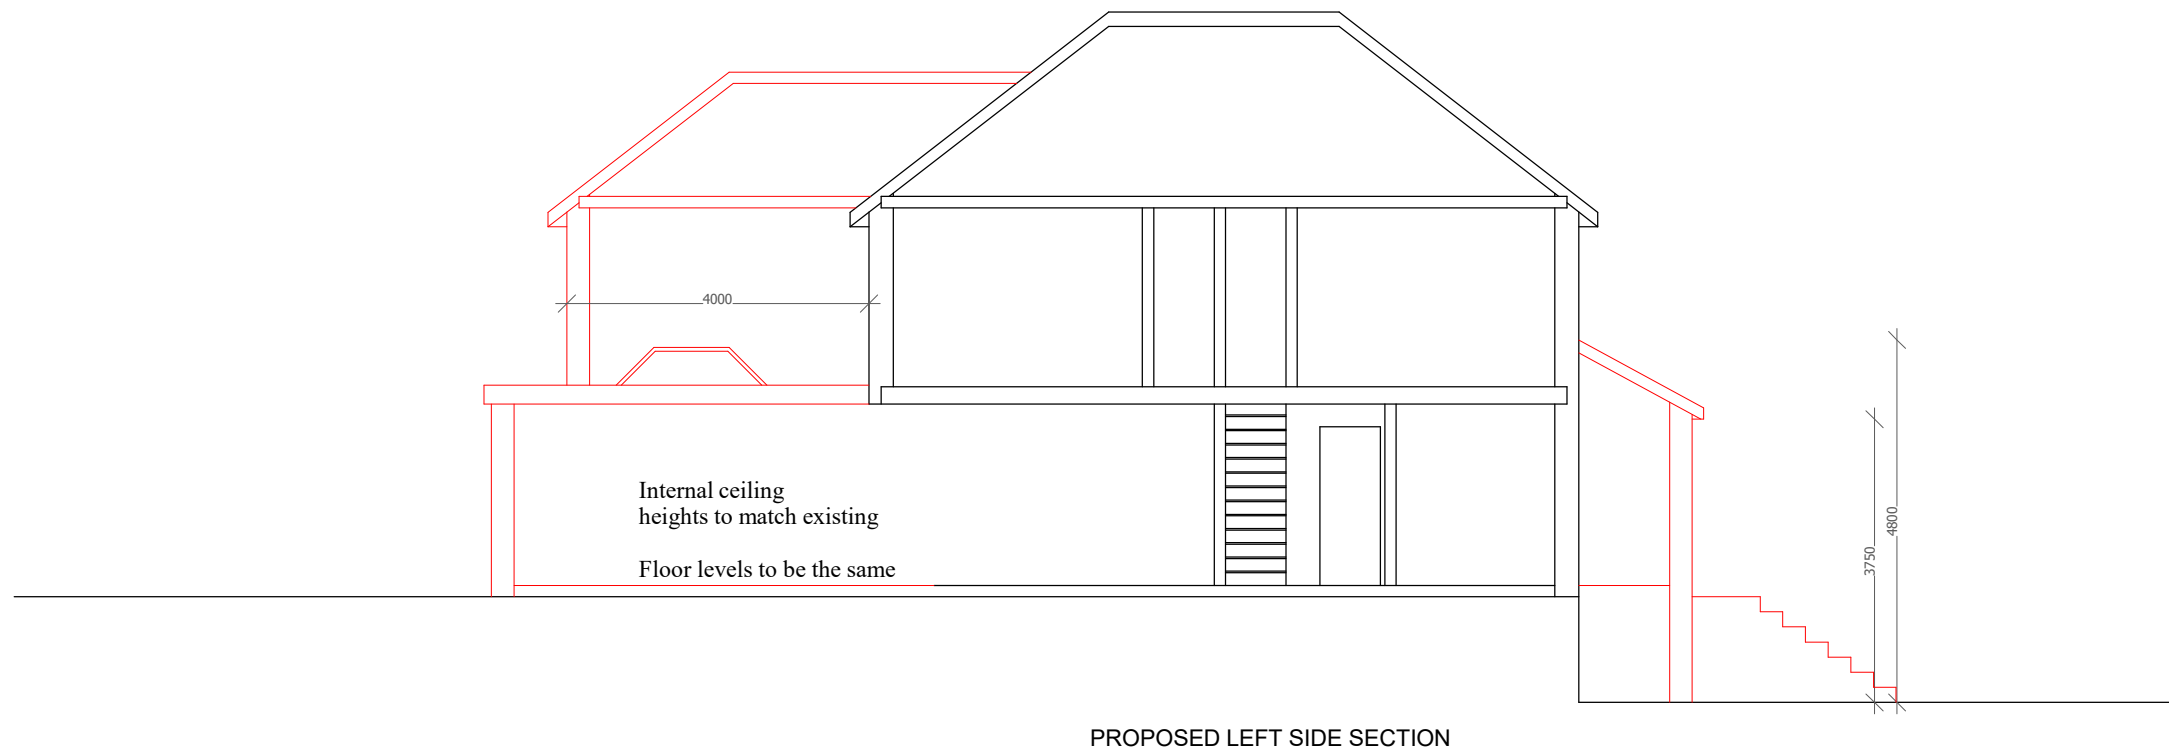 4000
Internal ceiling
heights to match existing
Floor levels to be the same
4800
3750
PROPOSED LEFT SIDE SECTION